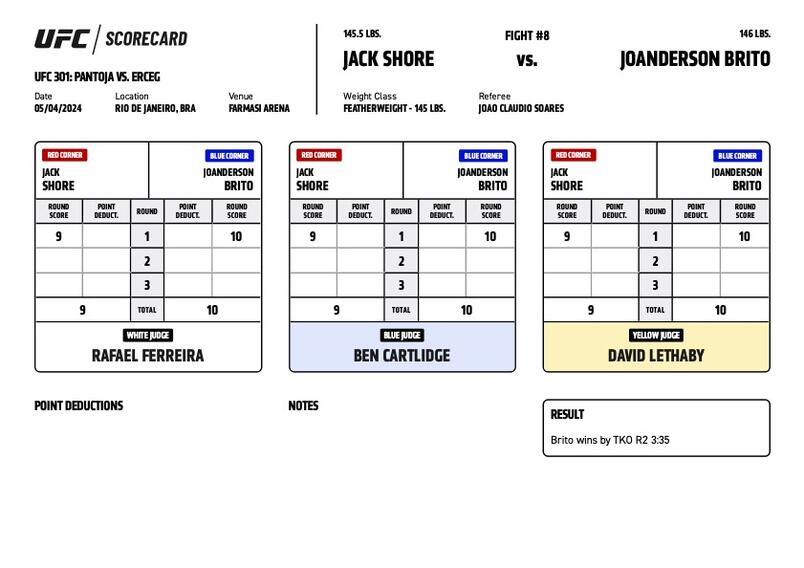 UFC / SCORECARD
UFC 301: PANTOJA VS. ERCEG
Date Location Venue
05/04/2024 RIO DE JANEIRO, BRA FARMASI ARENA
145.5 LBS. FIGHT #8 146 LBS.
JACK SHORE vs. JOANDERSON BRITO
Weight Class Referee
FEATHERWEIGHT - 145 LBS. JOAO CLAUDIO SOARES
RED CORNER BLUE CORNER
JACK JOANDERSON
SHORE BRITO
ROUND SCORE POINT DEDUCT. ROUND POINT DEDUCT. ROUND SCORE
9 1 10
2
3
9 TOTAL 10
WHITE JUDGE
RAFAEL FERREIRA
RED CORNER BLUE CORNER
JACK JOANDERSON
SHORE BRITO
ROUND SCORE POINT DEDUCT. ROUND POINT DEDUCT. ROUND SCORE
9 1 10
2
3
9 TOTAL 10
BLUE JUDGE
BEN CARTLIDGE
RED CORNER BLUE CORNER
JACK JOANDERSON
SHORE BRITO
ROUND SCORE POINT DEDUCT. ROUND POINT DEDUCT. ROUND SCORE
9 1 10
2
3
9 TOTAL 10
YELLOW JUDGE
DAVID LETHABY
POINT DEDUCTIONS
NOTES
RESULT
Brito wins by TKO R2 3:35